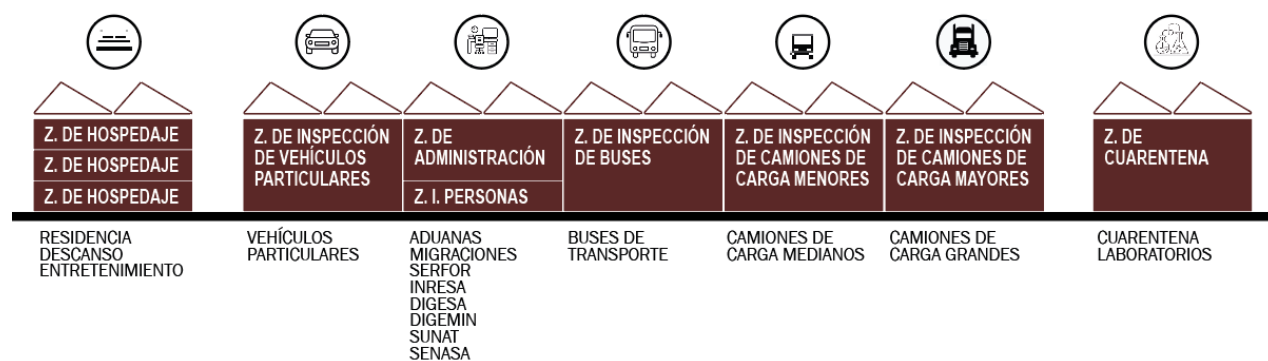 Z. DE HOSPEDAJE
Z. DE HOSPEDAJE
Z. DE HOSPEDAJE
RESIDENCIA
DESCANSO
ENTRETENIMIENTO
Z. DE INSPECCIÓN
DE VEHÍCULOS
PARTICULARES
VEHÍCULOS
PARTICULARES
Z. DE
ADMINISTRACIÓN
Z. I. PERSONAS
ADUANAS
MIGRACIONES
SERFOR
INRESA
DIGESA
DIGEMIN
SUNAT
SENASA
Z. DE INSPECCIÓN
DE BUSES
BUSES DE
TRANSPORTE
Z. DE INSPECCIÓN
DE CAMIONES DE
CARGA MENORES
CAMIONES DE
CARGA MEDIANOS
Z. DE INSPECCIÓN
DE CAMIONES DE
CARGA MAYORES
CAMIONES DE
CARGA GRANDES
Z. DE
CUARENTENA
CUARENTENA
LABORATORIOS